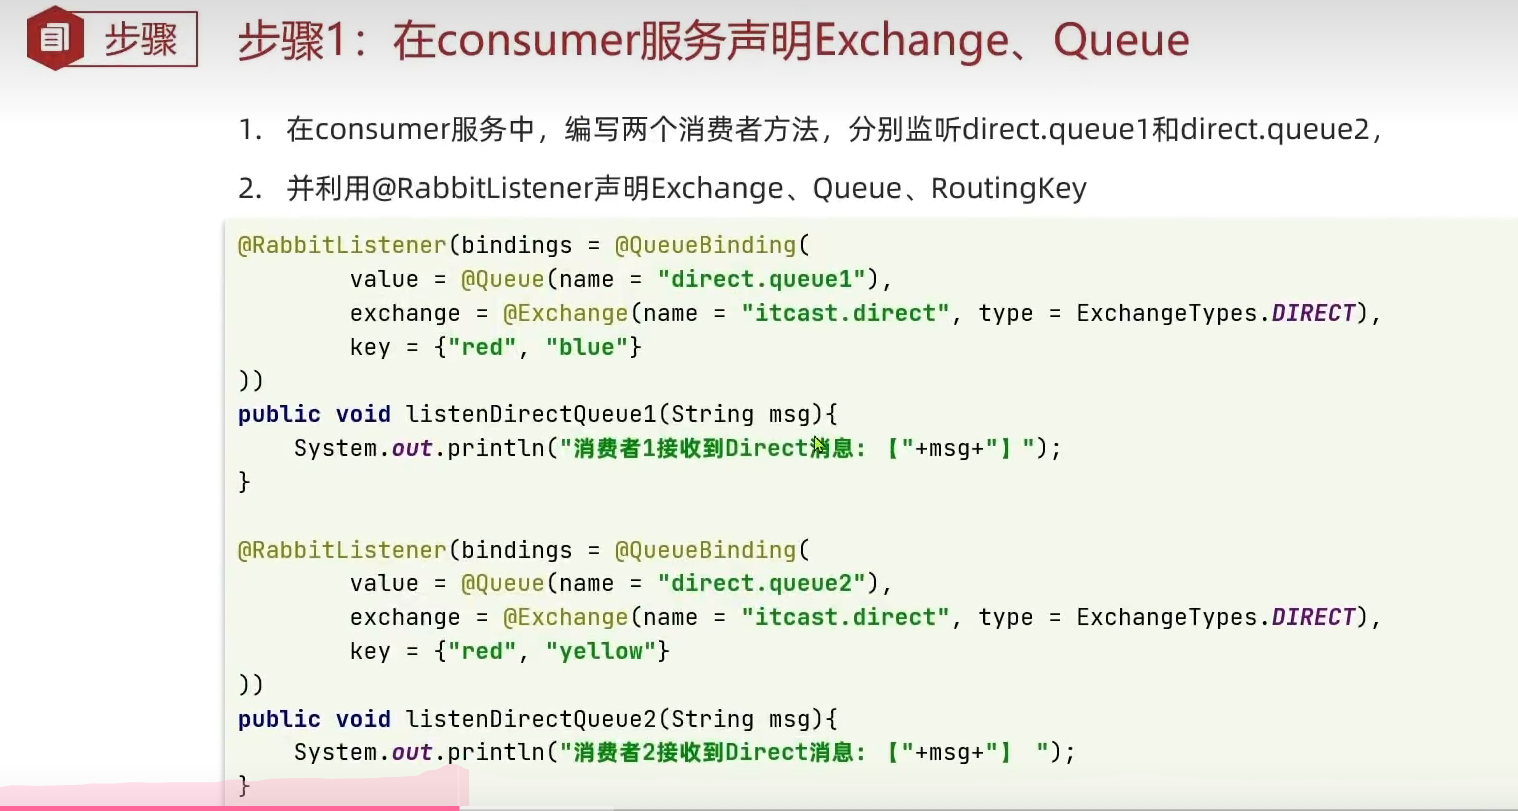 步骤
步骤1：在consumer服务声明Exchange、Queue
1. 在consumer服务中，编写两个消费者方法，分别监听direct.queue1和direct.queue2，
2. 并利用@RabbitListener声明Exchange、Queue、RoutingKey
@RabbitListener(bindings = @QueueBinding(
        value = @Queue(name = "direct.queue1"),
        exchange = @Exchange(name = "itcast.direct", type = ExchangeTypes.DIRECT),
        key = {"red", "blue"}
))
public void listenDirectQueue1(String msg){
    System.out.println("消费者1接收到Direct消息：【"+msg+"】");
}
@RabbitListener(bindings = @QueueBinding(
        value = @Queue(name = "direct.queue2"),
        exchange = @Exchange(name = "itcast.direct", type = ExchangeTypes.DIRECT),
        key = {"red", "yellow"}
))
public void listenDirectQueue2(String msg){
    System.out.println("消费者2接收到Direct消息：【"+msg+"】 ");
}